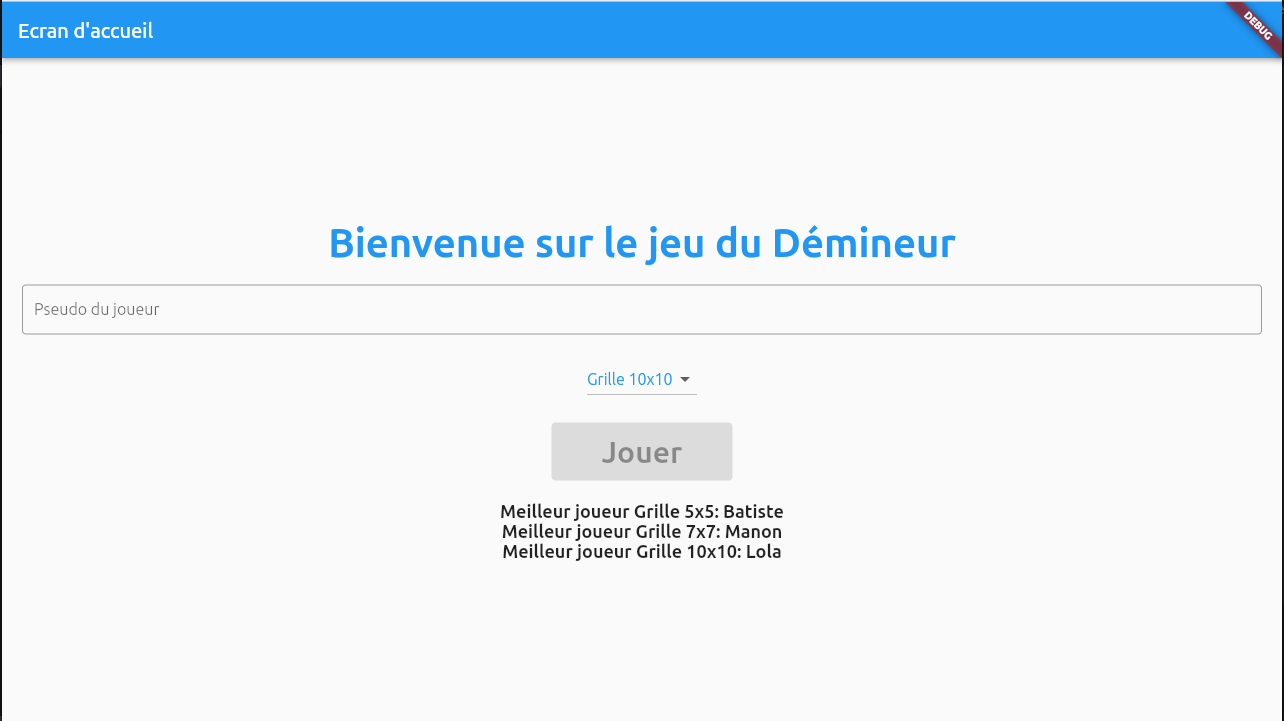 Ecran d'accueil
DEBUG
Bienvenue sur le jeu du Démineur
Pseudo du joueur
Grille 10x10
Jouer
Meilleur joueur Grille 5x5: Batiste
Meilleur joueur Grille 7x7: Manon
Meilleur joueur Grille 10x10: Lola